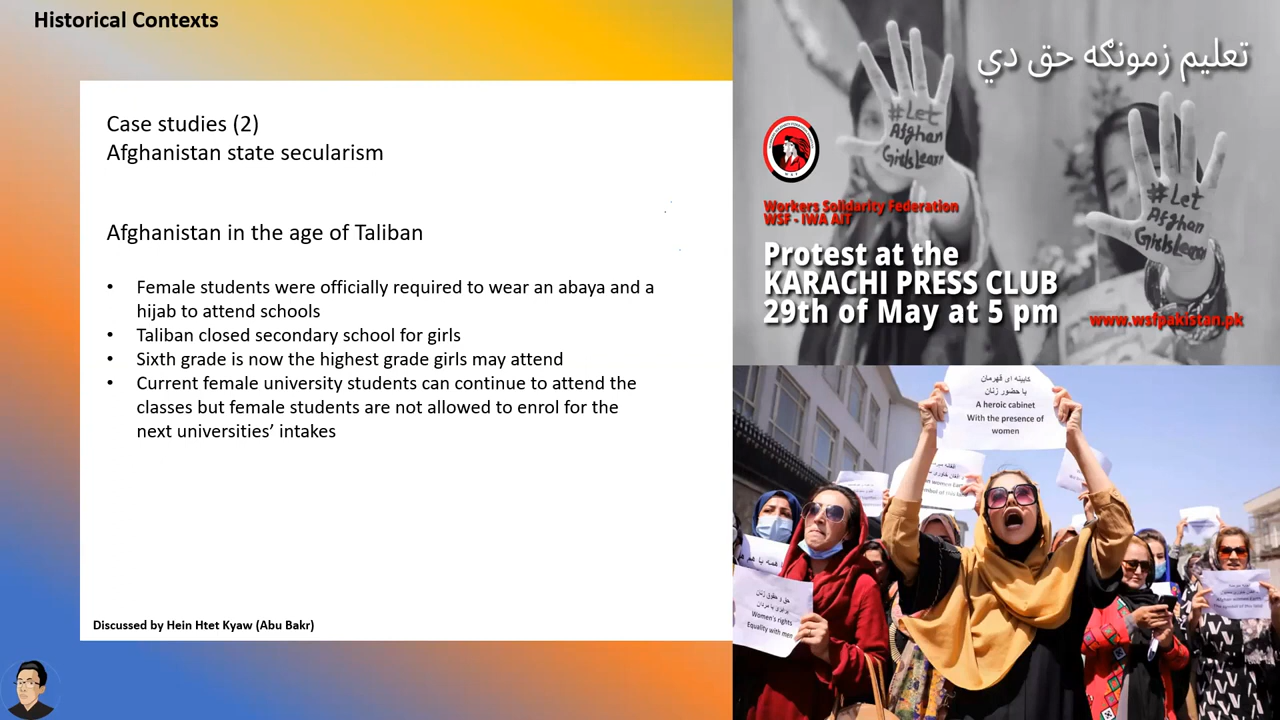 Historical Contexts
Case studies (2)
Afghanistan state secularism
Afghanistan in the age of Taliban
• Female students were officially required to wear an abaya and a
hijab to attend schools
• Taliban closed secondary school for girls
• Sixth grade is now the highest grade girls may attend
• Current female university students can continue to attend the
classes but female students are not allowed to enrol for the
next universities’ intakes
Discussed by Hein Htet Kyaw (Abu Bakr)
تعلیم زمونګه حق دي
#Let
Afghan
Girls Learn
#Let
Afghan
Girls Learn
Workers Solidarity Federation
WSF - IWA AIT
Protest at the
KARACHI PRESS CLUB
29th of May at 5 pm
www.wsfpakistan.pk
کابینه ای قهرمان
با حضور زنان
A heroic cabinet
With the presence of
women
حق و حقوق زنان
برابری با مردان
Women's rights
Equality with men